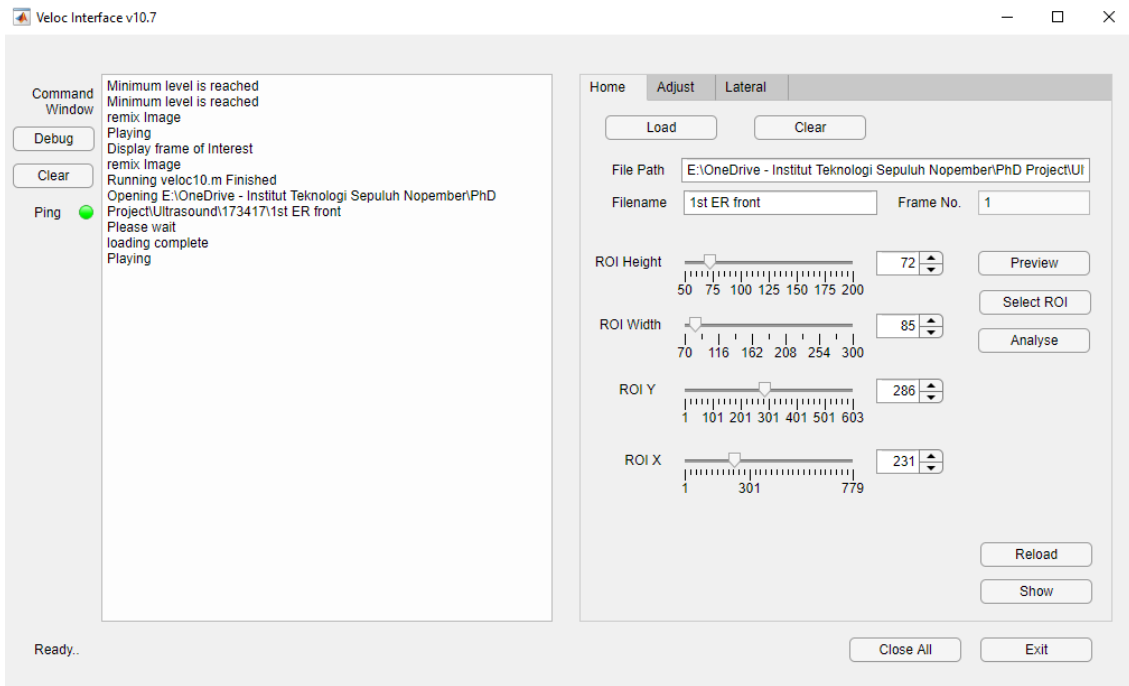 Veloc Interface v10.7
Command
Window
Debug
Clear
Ping
Minimum level is reached
Minimum level is reached
remix Image
Playing
Display frame of Interest
remix Image
Running veloc10.m Finished
Opening E:\OneDrive - Institut Teknologi Sepuluh Nopember\PhD
Project\Ultrasound\173417\1st ER front
Please wait
loading complete
Playing
Home Adjust Lateral
Load Clear
File Path E:\OneDrive - Institut Teknologi Sepuluh Nopember\PhD Project\Ul
Filename 1st ER front Frame No. 1
ROI Height 72 Preview
50 75 100 125 150 175 200
Select ROI
ROI Width 85
Analyse
70 116 162 208 254 300
ROI Y 286
1 101 201 301 401 501 603
ROI X 231
1 301 779
Reload
Show
Ready.. Close All Exit